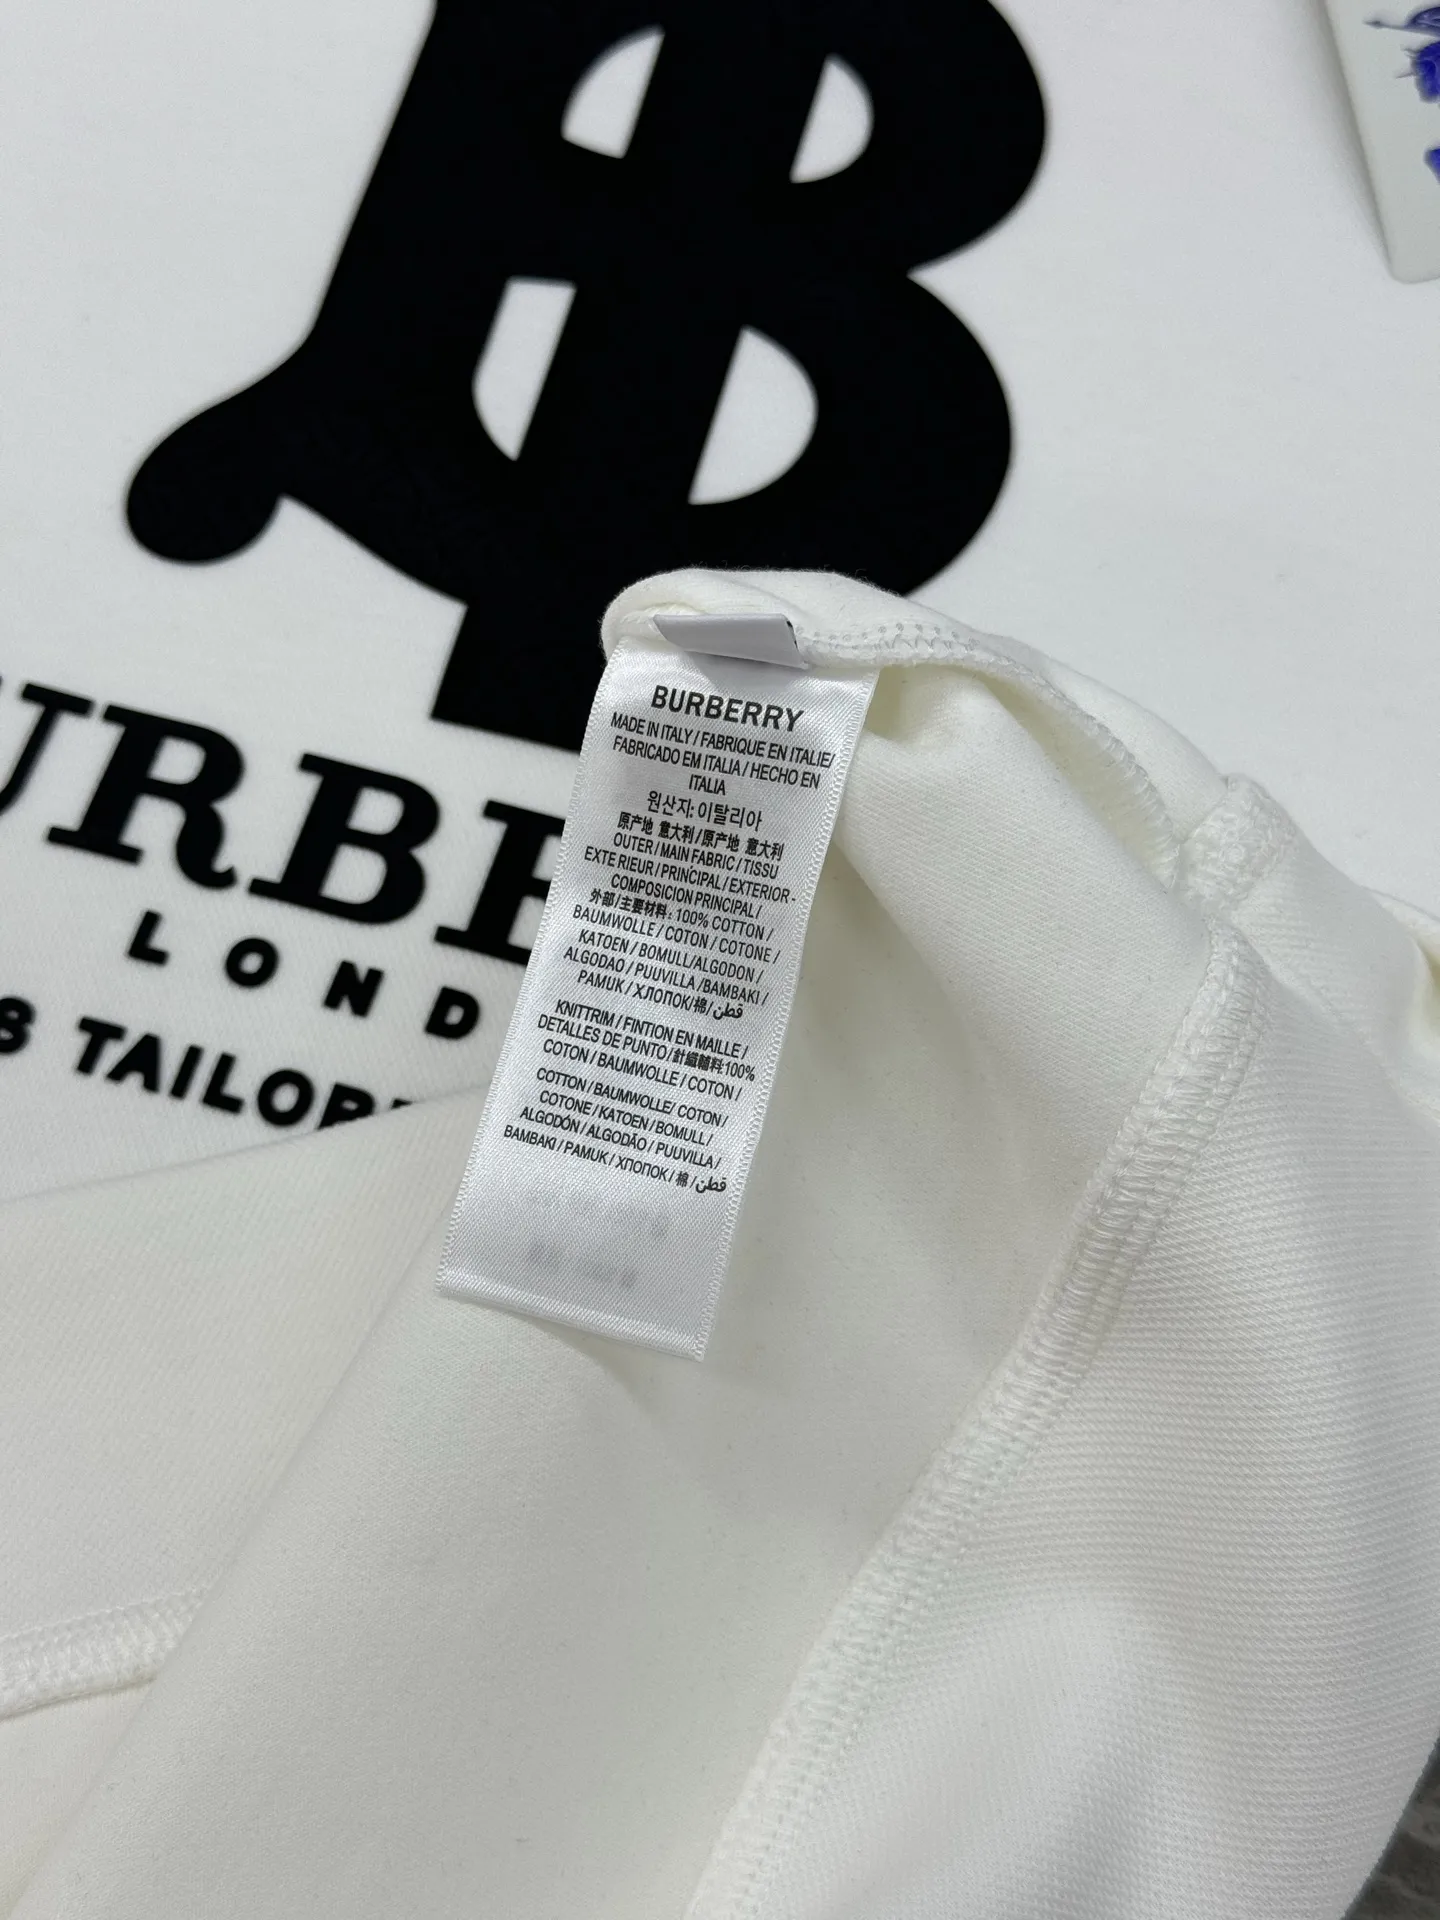 B
URBE
LOND
8 TAILOR
BURBERRY
MADE IN ITALY / FABRIQUE EN ITALIE/
FABRICADO EM ITALIA / HECHO EN
ITALIA
원산지: 이탈리아
原产地 意大利 / 原产地 意大利
OUTER / MAIN FABRIC / TISSU
EXTE RIEUR / PRINCIPAL / EXTERIOR -
COMPOSICION PRINCIPAL /
外部 / 主要材料: 100% COTTON /
BAUMWOLLE / COTON / COTONE /
KATOEN / BOMULL/ALGODON /
ALGODAO / PUUVILLA /BAMBAKI /
PAMUK / ХЛОПОК/棉/قطن
KNITTRIM / FINTION EN MAILLE /
DETALLES DE PUNTO/針織輔料:100%
COTON / BAUMWOLLE / COTON /
COTTON / BAUMWOLLE/ COTON /
COTONE / KATOEN / BOMULL /
ALGODÓN / ALGODÃO / PUUVILLA /
BAMBAKI / PAMUK / ХПОПОК / 棉 /قطن